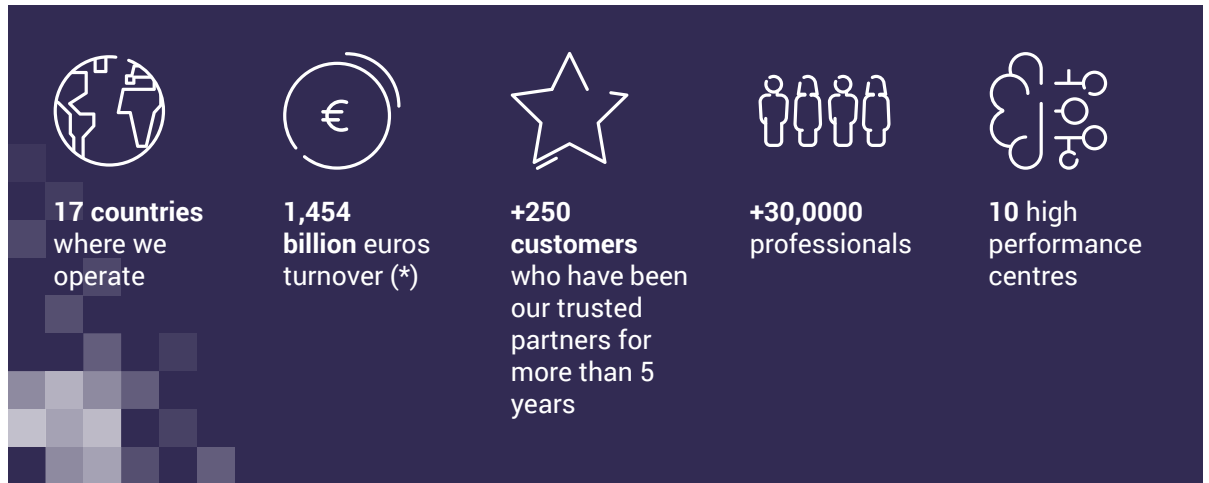 €
17 countries
where we
operate
1,454
billion euros
turnover (*)
+250
customers
who have been
our trusted
partners for
more than 5
years
+30,0000
professionals
10 high
performance
centres